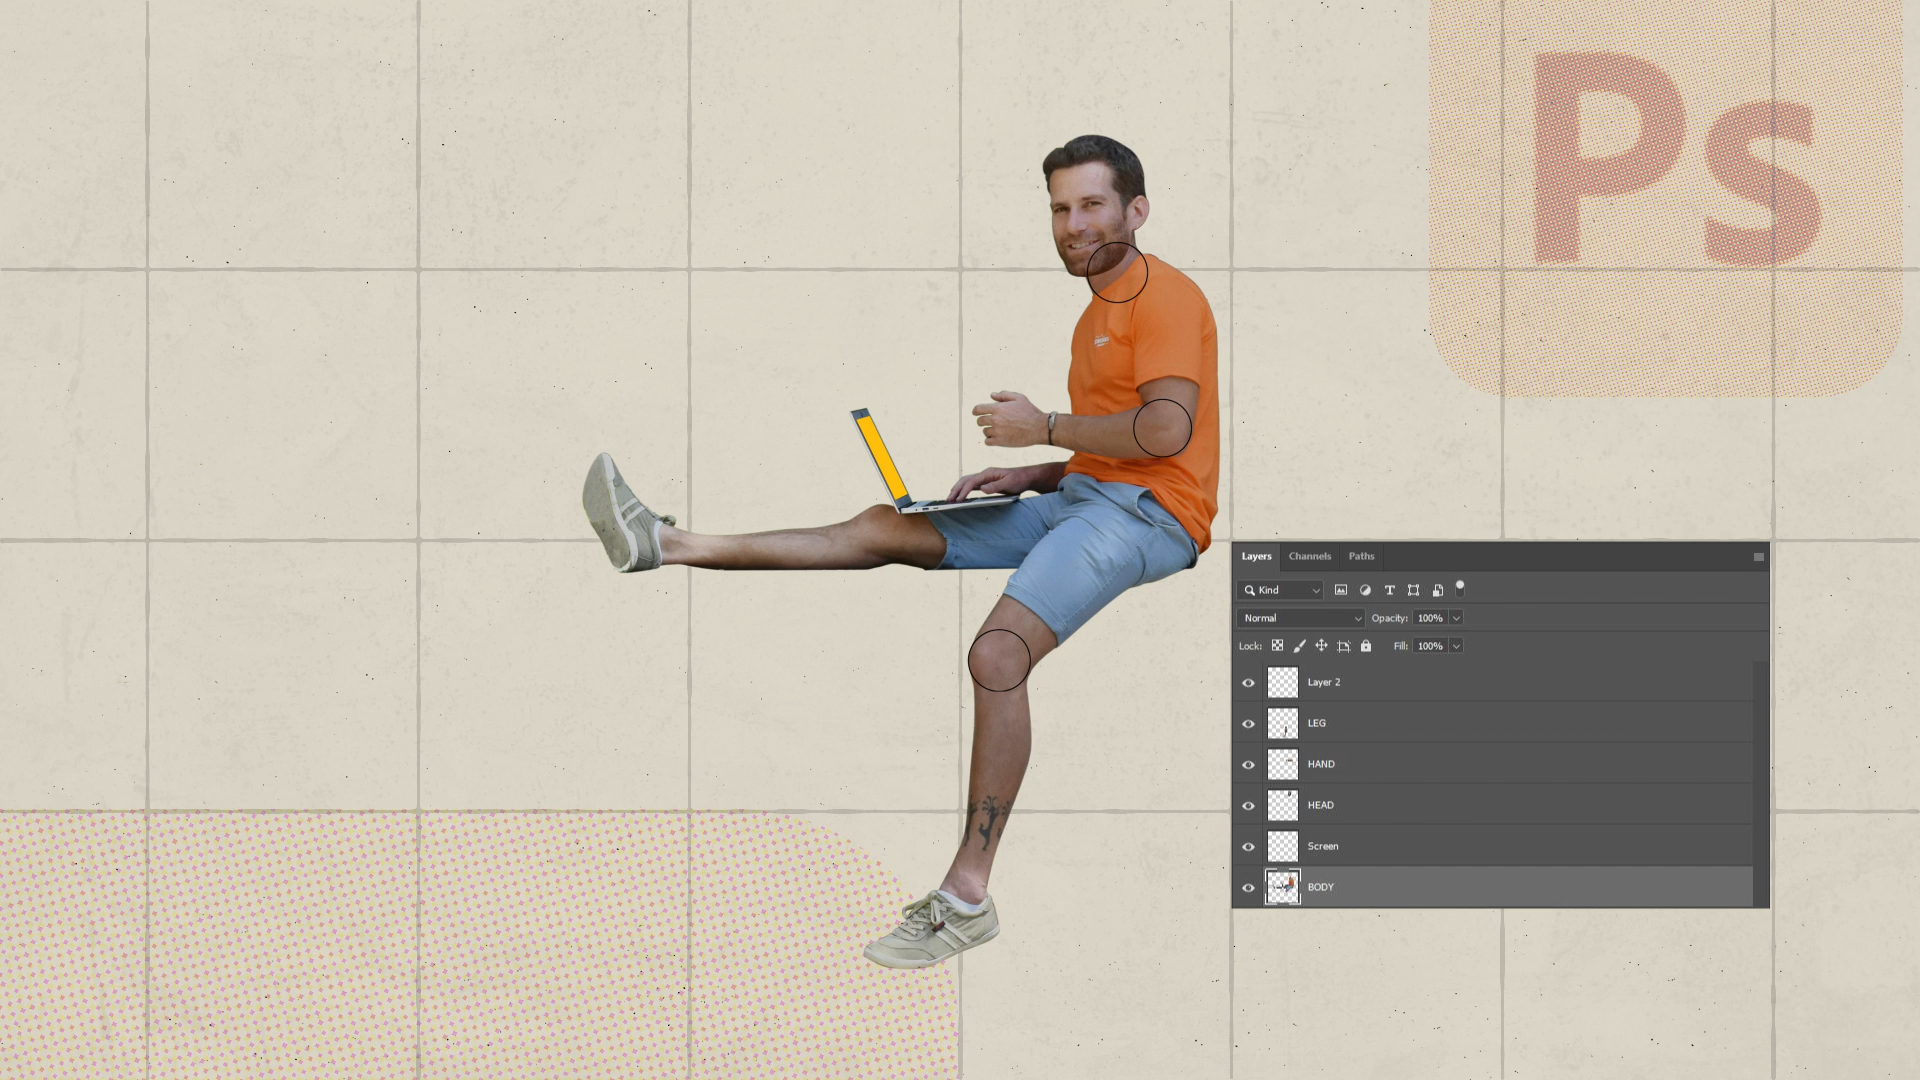 Ps
Layers Channels Paths
Kind
Normal Opacity: 100%
Lock: Fill: 100%
Layer 2
LEG
HAND
HEAD
Screen
BODY